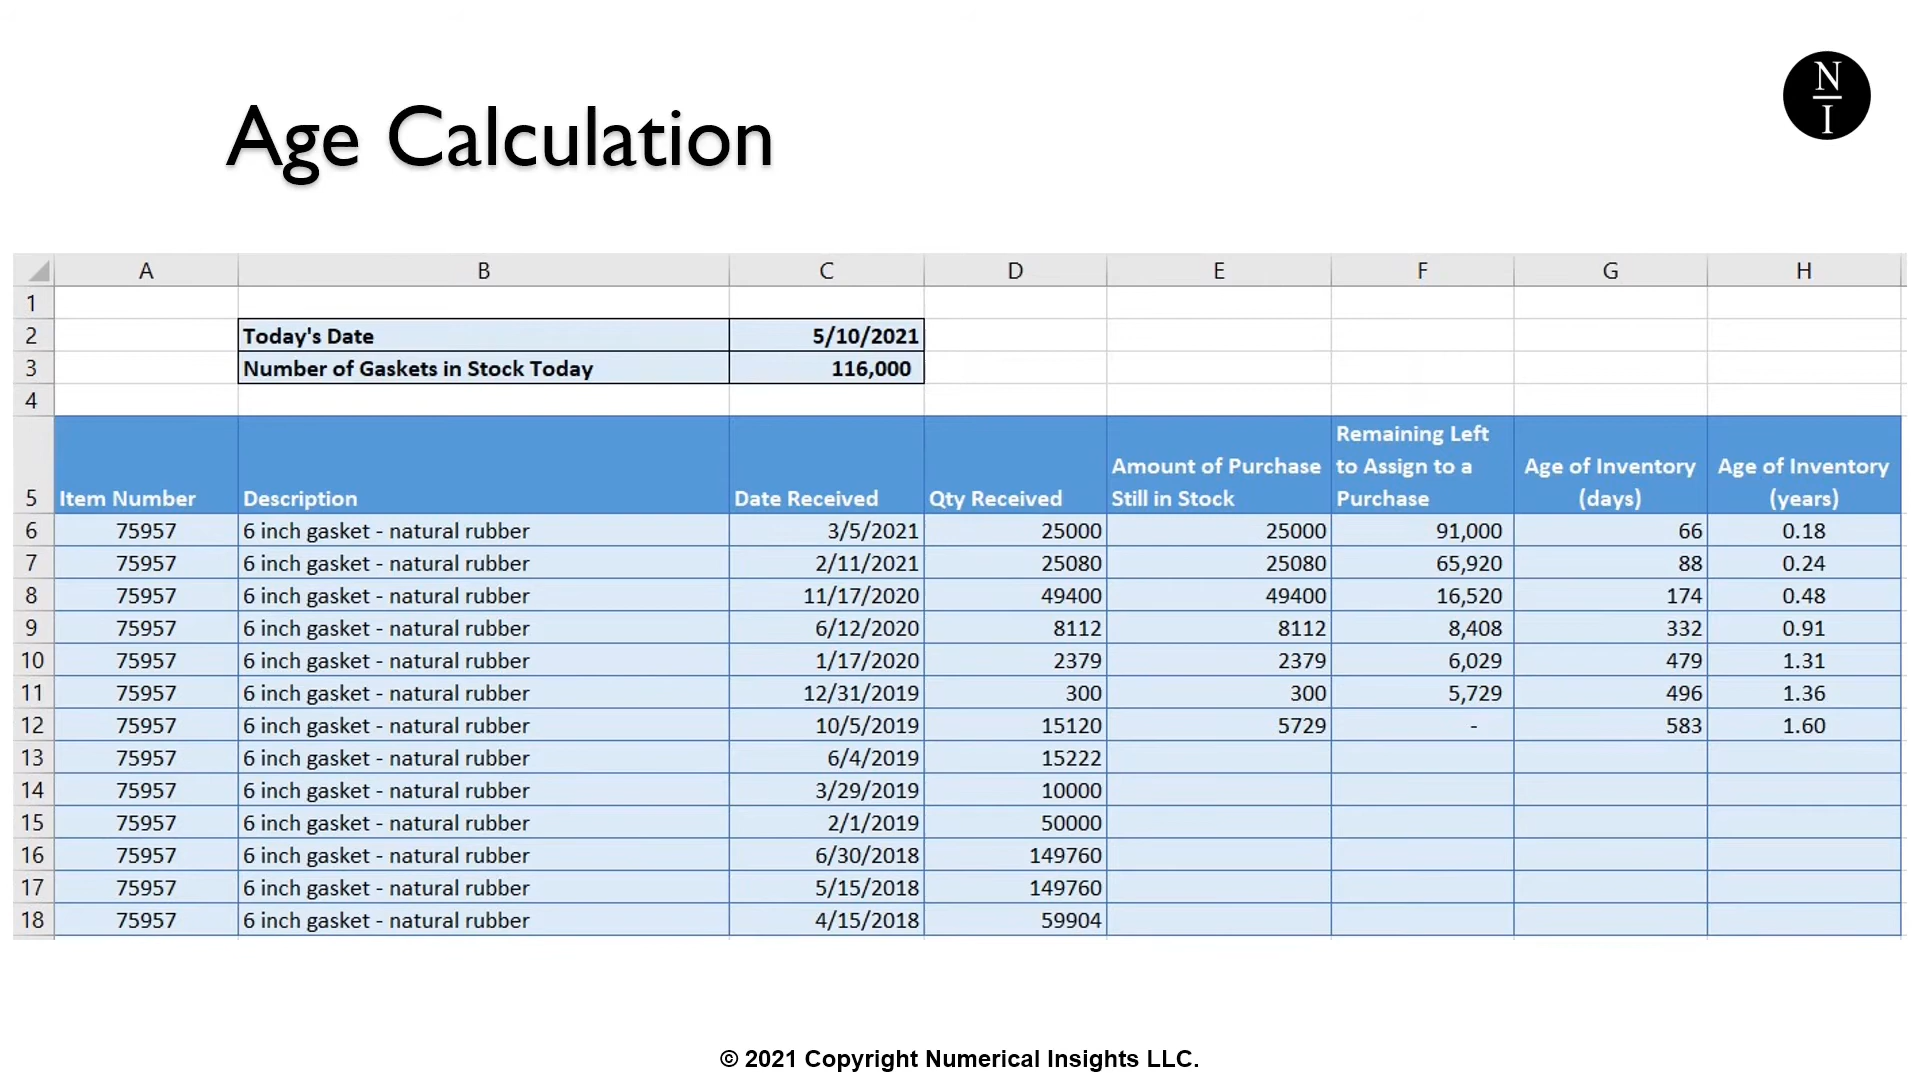 N
I
Age Calculation
A B C D E F G H
1
2 Today's Date 5/10/2021
3 Number of Gaskets in Stock Today 116,000
4
5 Item Number Description Date Received Qty Received Amount of Purchase Still in Stock Remaining Left to Assign to a Purchase Age of Inventory (days) Age of Inventory (years)
6 75957 6 inch gasket - natural rubber 3/5/2021 25000 25000 91,000 66 0.18
7 75957 6 inch gasket - natural rubber 2/11/2021 25080 25080 65,920 88 0.24
8 75957 6 inch gasket - natural rubber 11/17/2020 49400 49400 16,520 174 0.48
9 75957 6 inch gasket - natural rubber 6/12/2020 8112 8112 8,408 332 0.91
10 75957 6 inch gasket - natural rubber 1/17/2020 2379 2379 6,029 479 1.31
11 75957 6 inch gasket - natural rubber 12/31/2019 300 300 5,729 496 1.36
12 75957 6 inch gasket - natural rubber 10/5/2019 15120 5729 - 583 1.60
13 75957 6 inch gasket - natural rubber 6/4/2019 15222
14 75957 6 inch gasket - natural rubber 3/29/2019 10000
15 75957 6 inch gasket - natural rubber 2/1/2019 50000
16 75957 6 inch gasket - natural rubber 6/30/2018 149760
17 75957 6 inch gasket - natural rubber 5/15/2018 149760
18 75957 6 inch gasket - natural rubber 4/15/2018 59904
© 2021 Copyright Numerical Insights LLC.